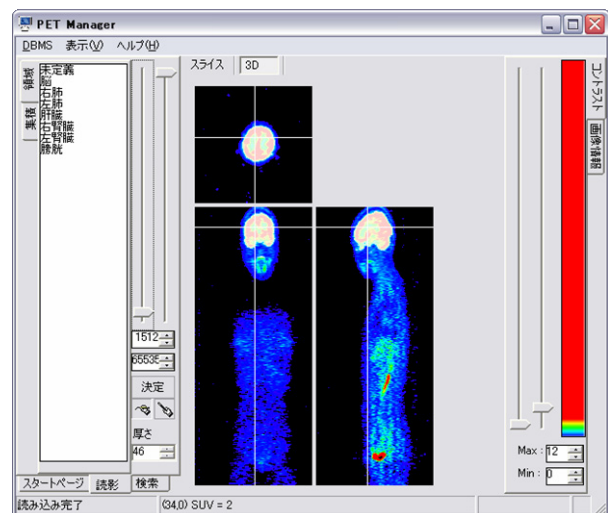 PET Manager
DBMS 表示(V) ヘルプ(H)
領域
集積
未定義
脳
右肺
左肺
肝臓
右腎臓
左腎臓
膀胱
1512
65535
決定
厚さ
46
スライス 3D
コントラスト
画像情報
Max : 12
Min : 0
スタートページ 読影 検索
読み込み完了 (34,0) SUV = 2